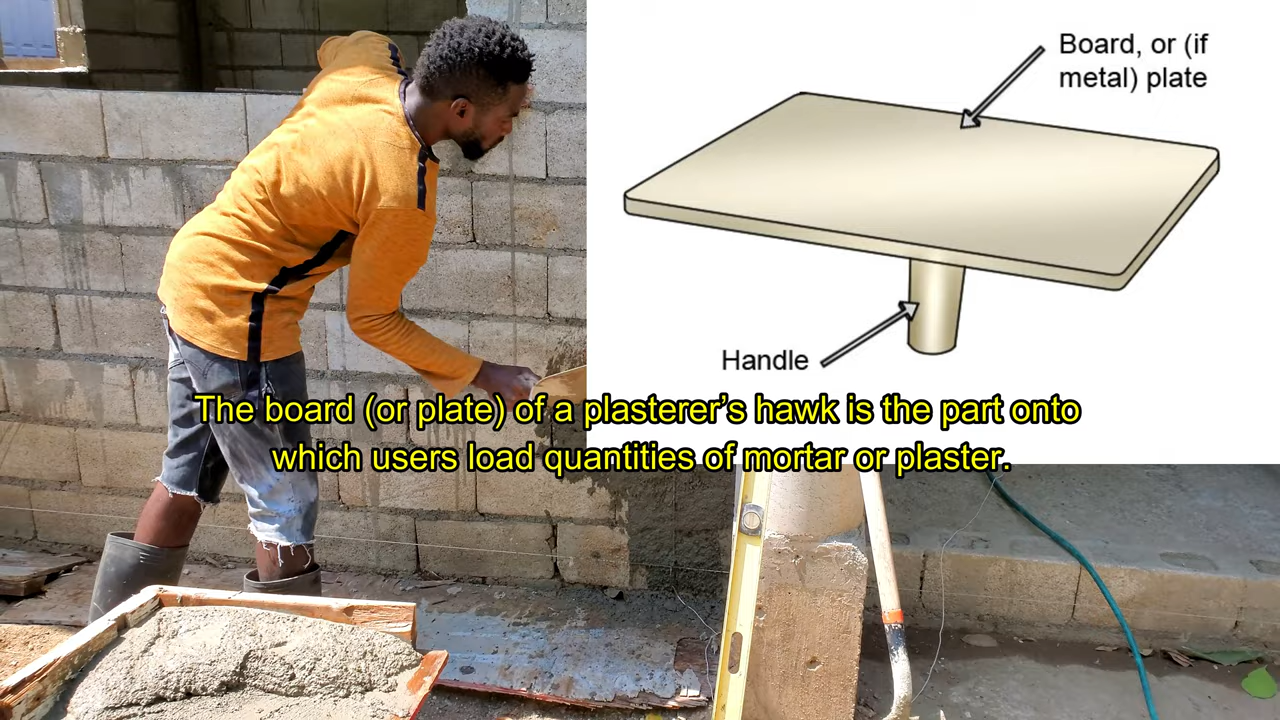 Board, or (if
metal) plate
Handle
The board (or plate) of a plasterer’s hawk is the part onto
which users load quantities of mortar or plaster.